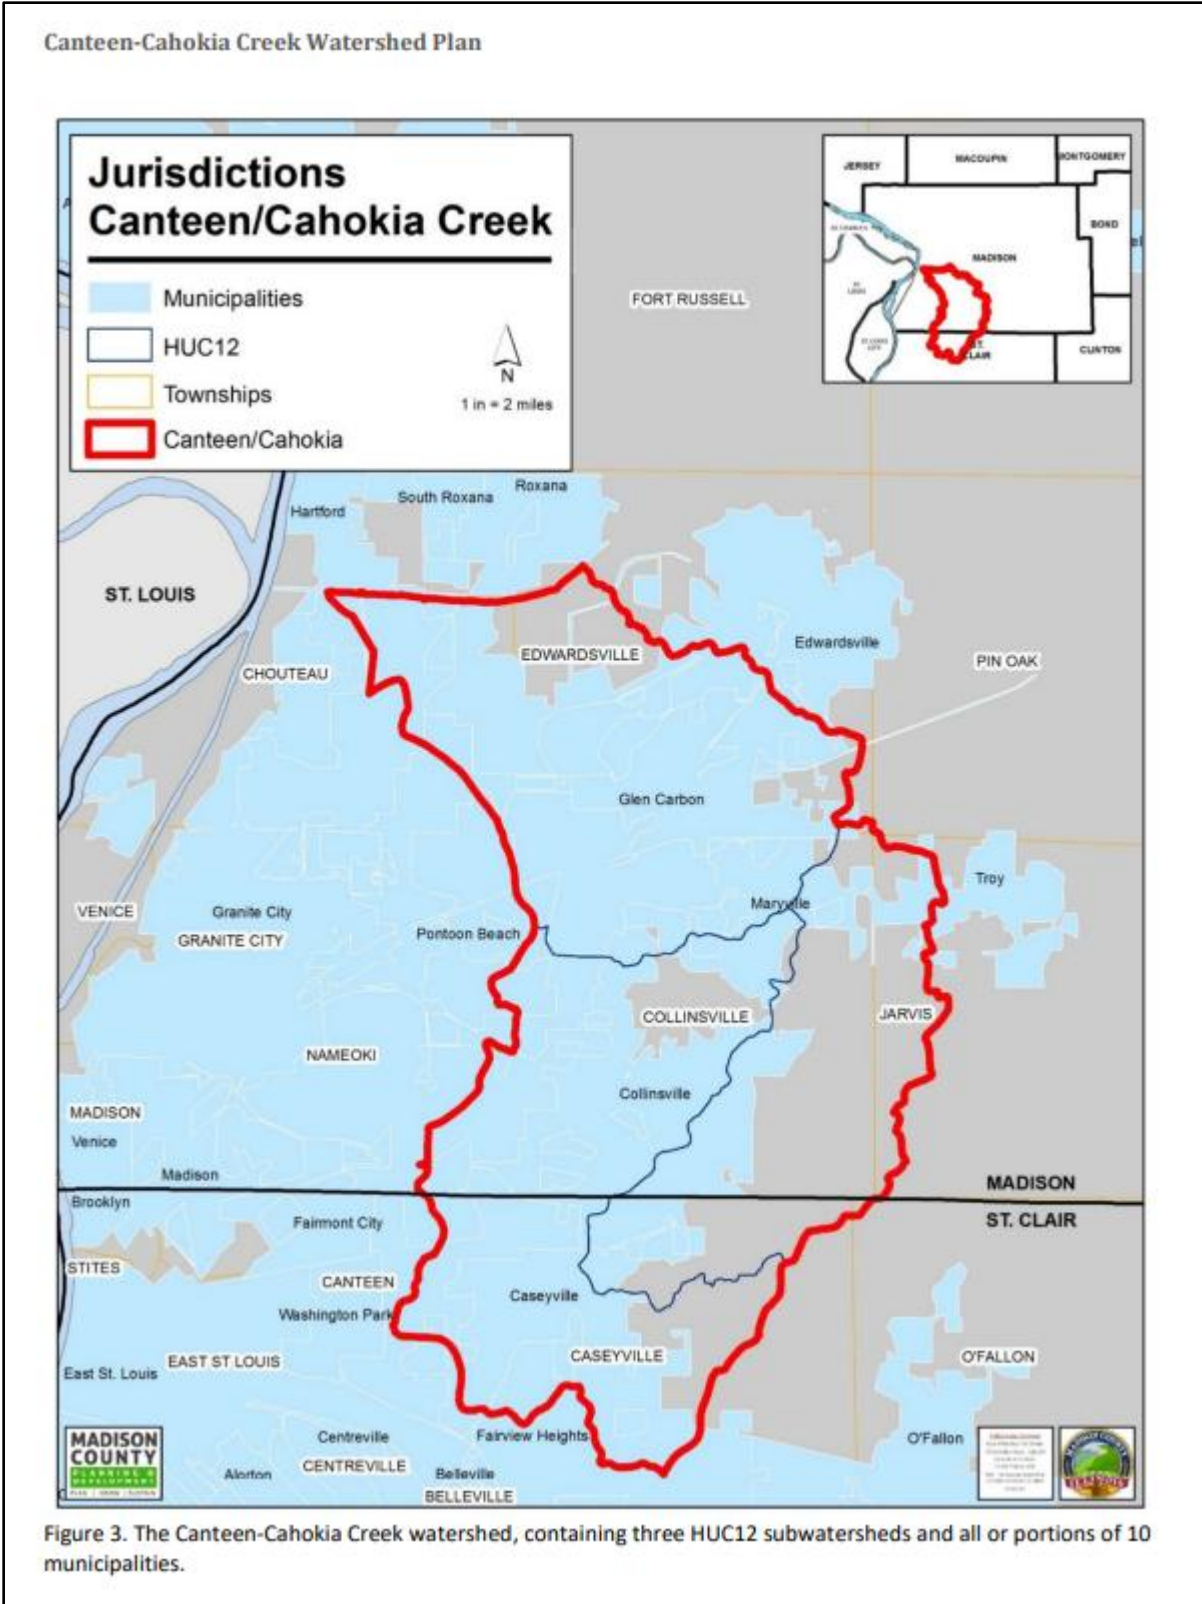 Canteen-Cahokia Creek Watershed Plan
Jurisdictions
Canteen/Cahokia Creek
Municipalities
HUC12
Townships
Canteen/Cahokia
N
1 in = 2 miles
JERSEY
MACOUPIN
MONTGOMERY
BOND
MADISON
ST. CLAIR
CLINTON
FORT RUSSELL
Roxana
South Roxana
Hartford
ST. LOUIS
EDWARDSVILLE
Edwardsville
PIN OAK
CHOUTEAU
Glen Carbon
Troy
Maryville
VENICE
Granite City
GRANITE CITY
Pontoon Beach
COLLINSVILLE
JARVIS
NAMEOKI
Collinsville
MADISON
Venice
Madison
MADISON
Brooklyn
ST. CLAIR
Fairmont City
STITES
CANTEEN
Caseyville
Washington Park
CASEYVILLE
O'FALLON
EAST ST LOUIS
East St. Louis
Fairview Heights
O'Fallon
Centreville
CENTREVILLE
Alorton
Belleville
BELLEVILLE
MADISON
COUNTY
PLANNING &
DEVELOPMENT
Figure 3. The Canteen-Cahokia Creek watershed, containing three HUC12 subwatersheds and all or portions of 10
municipalities.